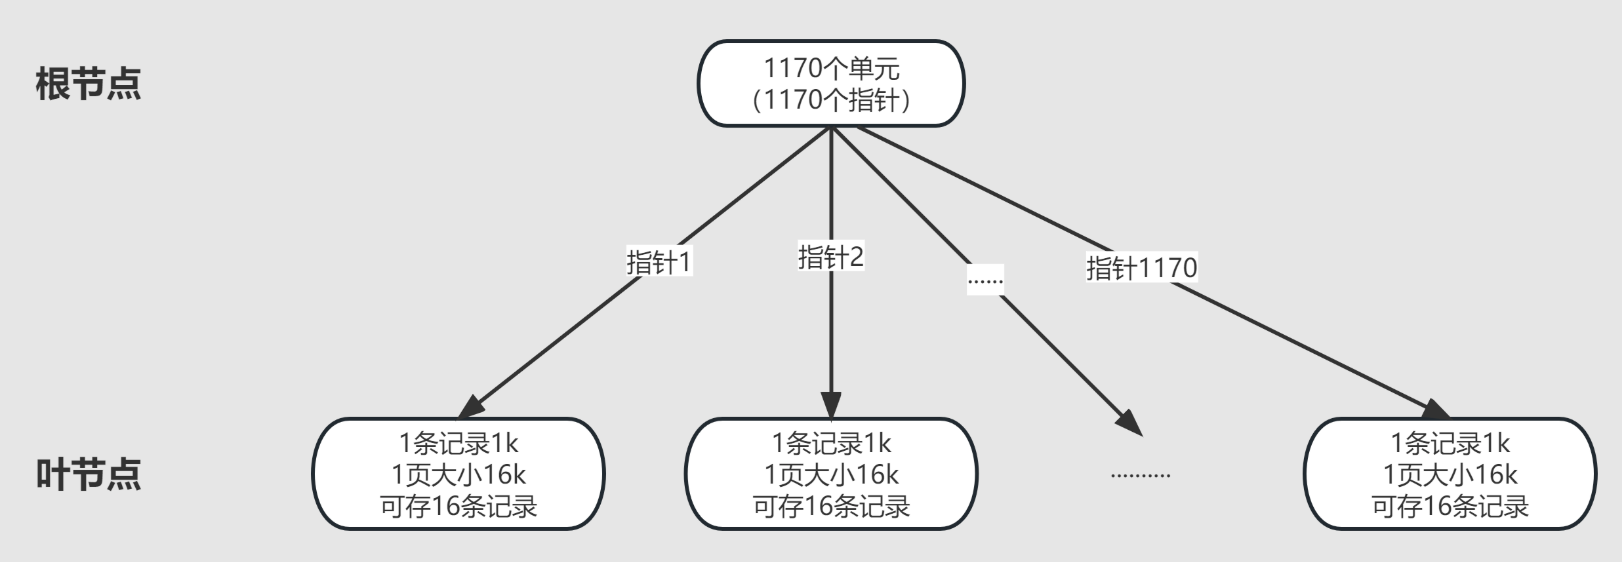 根节点
1170个单元
（1170个指针）
指针1
指针2
......
指针1170
叶节点
1条记录1k
1页大小16k
可存16条记录
1条记录1k
1页大小16k
可存16条记录
..........
1条记录1k
1页大小16k
可存16条记录